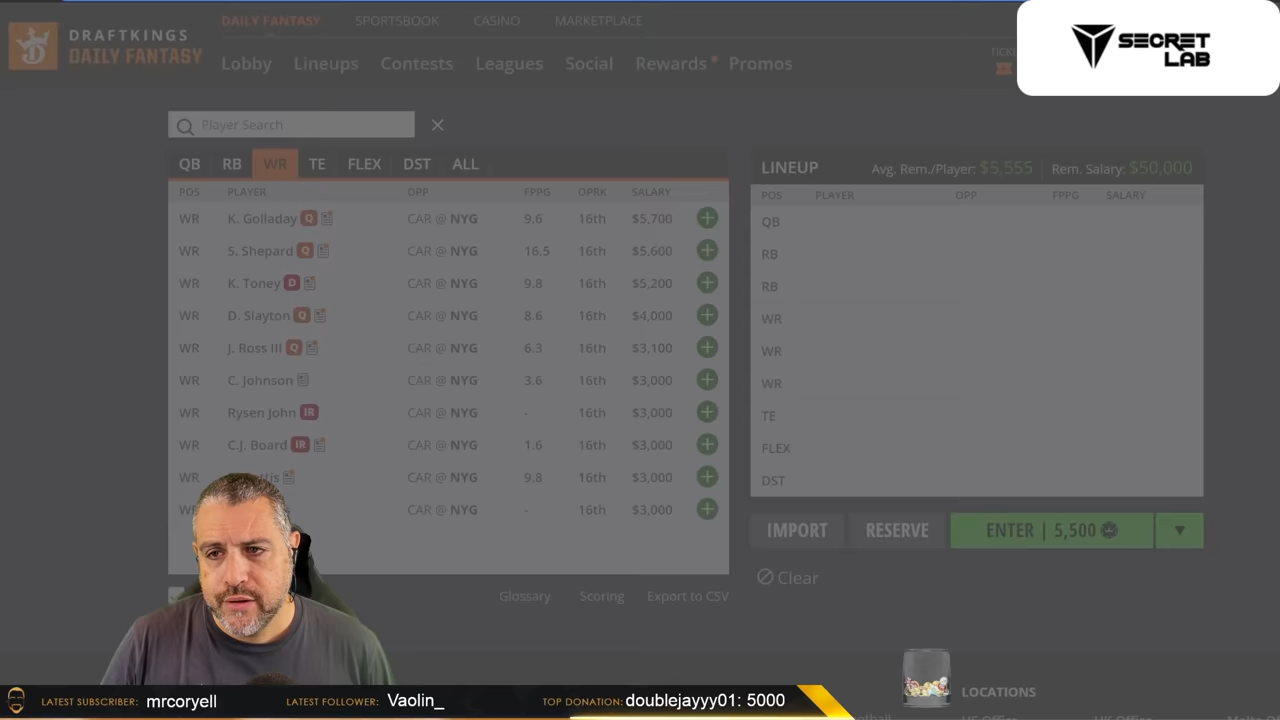 DAILY FANTASY SPORTSBOOK CASINO MARKETPLACE
DRAFTKINGS
DAILY FANTASY
Lobby Lineups Contests Leagues Social Rewards Promos
SECRET
LAB
Player Search
QB RB WR TE FLEX DST ALL
POS PLAYER OPP FPPG OPRK SALARY
WR K. Golladay Q CAR @ NYG 9.6 16th $5,700
WR S. Shepard Q CAR @ NYG 16.5 16th $5,600
WR K. Toney D CAR @ NYG 9.8 16th $5,200
WR D. Slayton Q CAR @ NYG 8.6 16th $4,000
WR J. Ross III Q CAR @ NYG 6.3 16th $3,100
WR C. Johnson CAR @ NYG 3.6 16th $3,000
WR Rysen John IR CAR @ NYG - 16th $3,000
WR C.J. Board IR CAR @ NYG 1.6 16th $3,000
WR CAR @ NYG 9.8 16th $3,000
CAR @ NYG - 16th $3,000
Glossary Scoring Export to CSV
LINEUP Avg. Rem./Player: $5,555 Rem. Salary: $50,000
POS PLAYER OPP FPPG SALARY
QB
RB
RB
WR
WR
WR
TE
FLEX
DST
IMPORT RESERVE ENTER | 5,500
Clear
LOCATIONS
LATEST SUBSCRIBER: mrcoryell LATEST FOLLOWER: Vaolin_ TOP DONATION: doublejayyy01: 5000